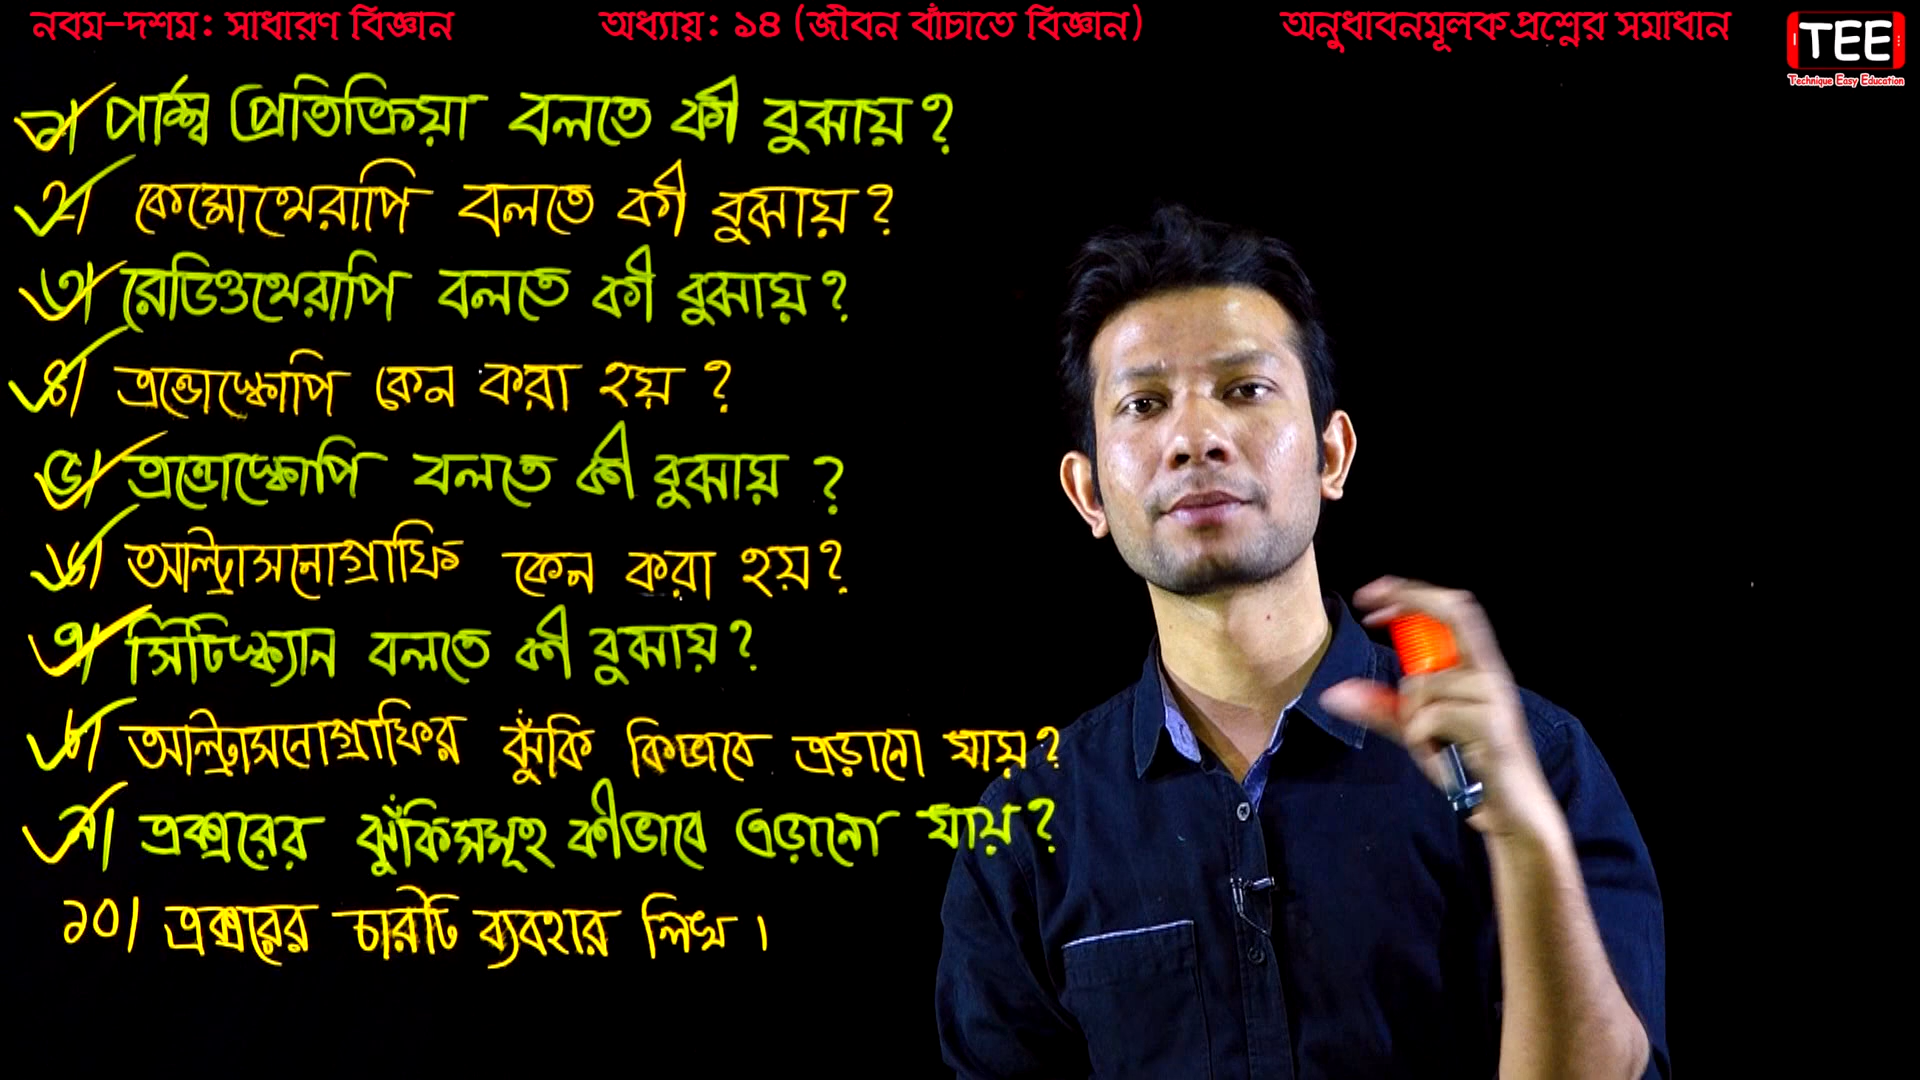 নবম-দশম: সাধারণ বিজ্ঞান
অধ্যায়: ১৪ (জীবন বাঁচাতে বিজ্ঞান)
অনুধাবনমূলক প্রশ্নের সমাধান
TEE
Technique Easy Education
১। পার্শ্ব প্রতিক্রিয়া বলতে কী বুঝায়?
২। কেমোথেরাপি বলতে কী বুঝায়?
৩। রেডিওথেরাপি বলতে কী বুঝায়?
৪। এন্ডোস্কোপি কেন করা হয়?
৫। এন্ডোস্কোপি বলতে কী বুঝায়?
৬। আল্ট্রাসনোগ্রাফি কেন করা হয়?
৭। সিটিস্ক্যান বলতে কী বুঝায়?
৮। আল্ট্রাসনোগ্রাফির ঝুঁকি কিভাবে এড়ানো যায়?
৯। এক্সরের ঝুঁকিসমূহ কীভাবে এড়ানো যায়?
১০। এক্সরের চারটি ব্যবহার লিখ।